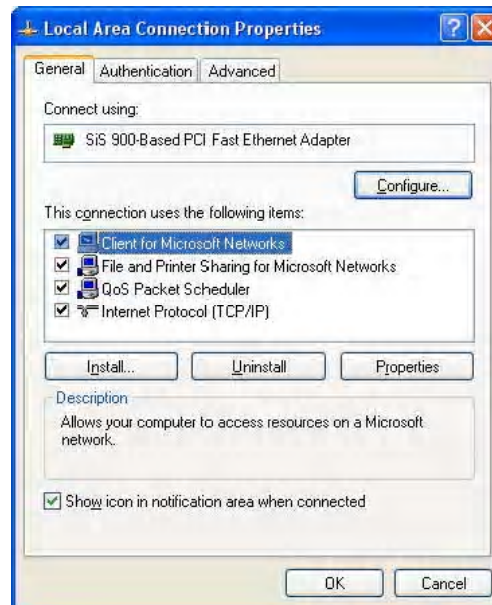 Local Area Connection Properties
General Authentication Advanced
Connect using:
SiS 900-Based PCI Fast Ethernet Adapter
Configure...
This connection uses the following items:
Client for Microsoft Networks
File and Printer Sharing for Microsoft Networks
QoS Packet Scheduler
Internet Protocol (TCP/IP)
Install... Uninstall Properties
Description
Allows your computer to access resources on a Microsoft
network.
Show icon in notification area when connected
OK Cancel